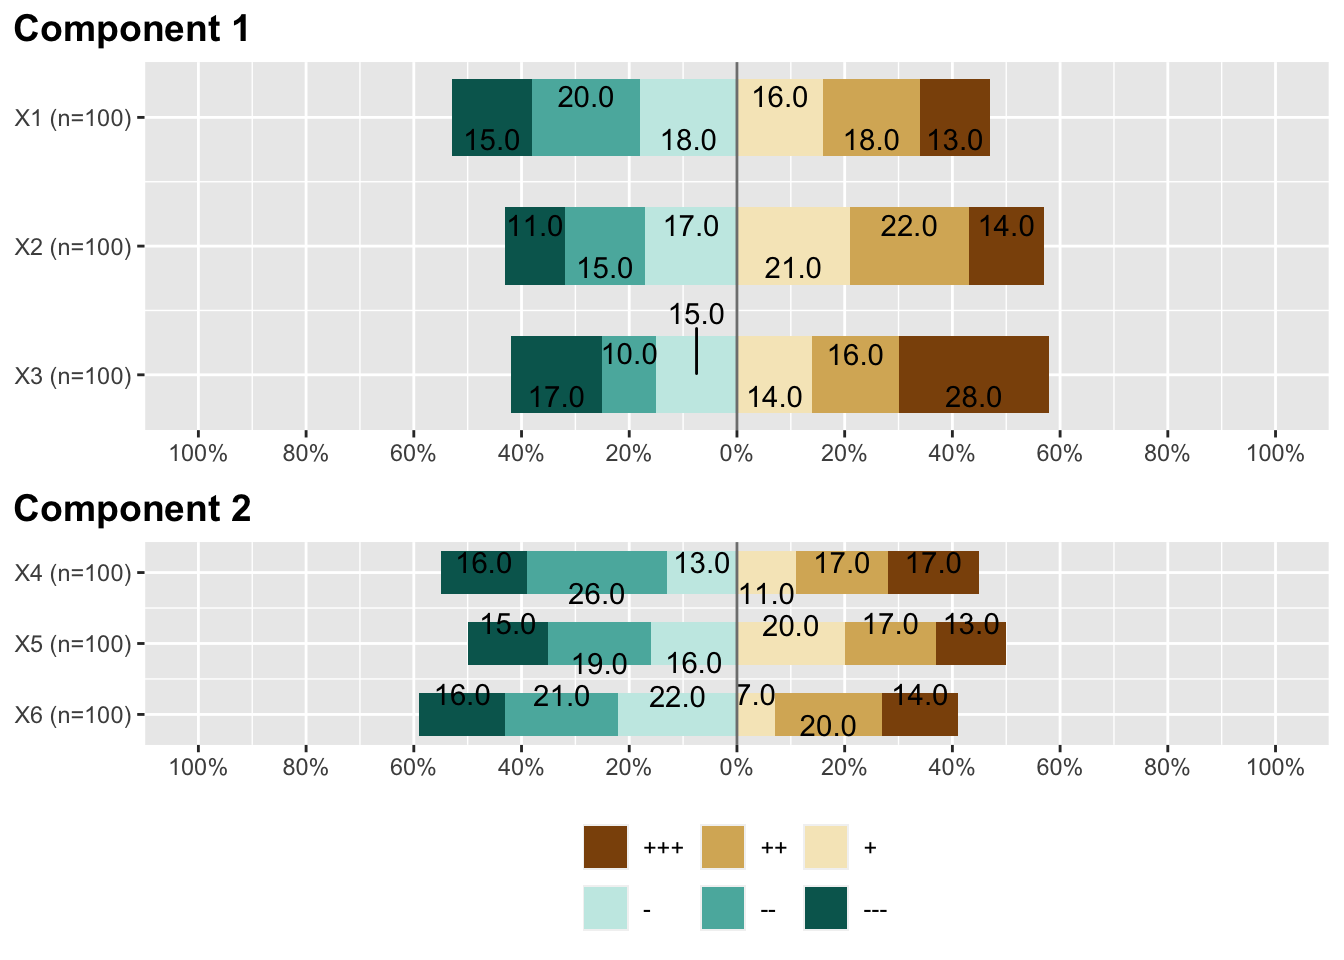 Component 1
X1 (n=100)
20.0 16.0
15.0 18.0 18.0 13.0
X2 (n=100)
11.0 17.0 22.0 14.0
15.0 21.0
15.0
X3 (n=100)
10.0 16.0
17.0 14.0 28.0
100% 80% 60% 40% 20% 0% 20% 40% 60% 80% 100%
Component 2
X4 (n=100)
16.0 13.0 17.0 17.0
26.0 11.0
X5 (n=100)
15.0 20.0 17.0 13.0
19.0 16.0
X6 (n=100)
16.0 21.0 22.0 7.0 14.0
20.0
100% 80% 60% 40% 20% 0% 20% 40% 60% 80% 100%
+++ ++ +
- -- ---